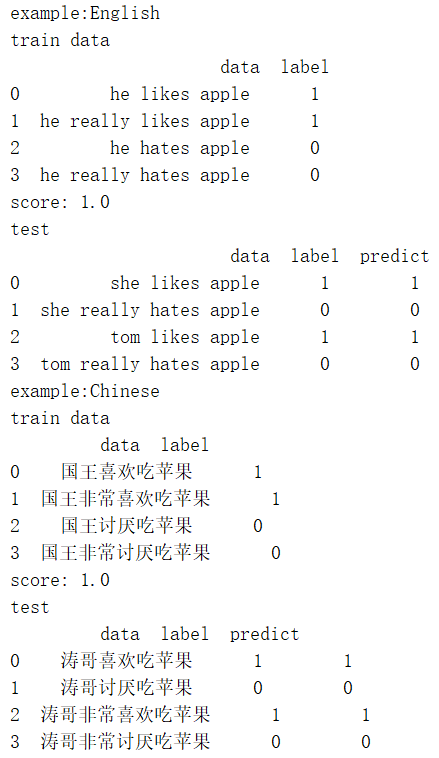 example:English
train data
data label
0 he likes apple 1
1 he really likes apple 1
2 he hates apple 0
3 he really hates apple 0
score: 1.0
test
data label predict
0 she likes apple 1 1
1 she really hates apple 0 0
2 tom likes apple 1 1
3 tom really hates apple 0 0
example:Chinese
train data
data label
0 国王喜欢吃苹果 1
1 国王非常喜欢吃苹果 1
2 国王讨厌吃苹果 0
3 国王非常讨厌吃苹果 0
score: 1.0
test
data label predict
0 涛哥喜欢吃苹果 1 1
1 涛哥讨厌吃苹果 0 0
2 涛哥非常喜欢吃苹果 1 1
3 涛哥非常讨厌吃苹果 0 0